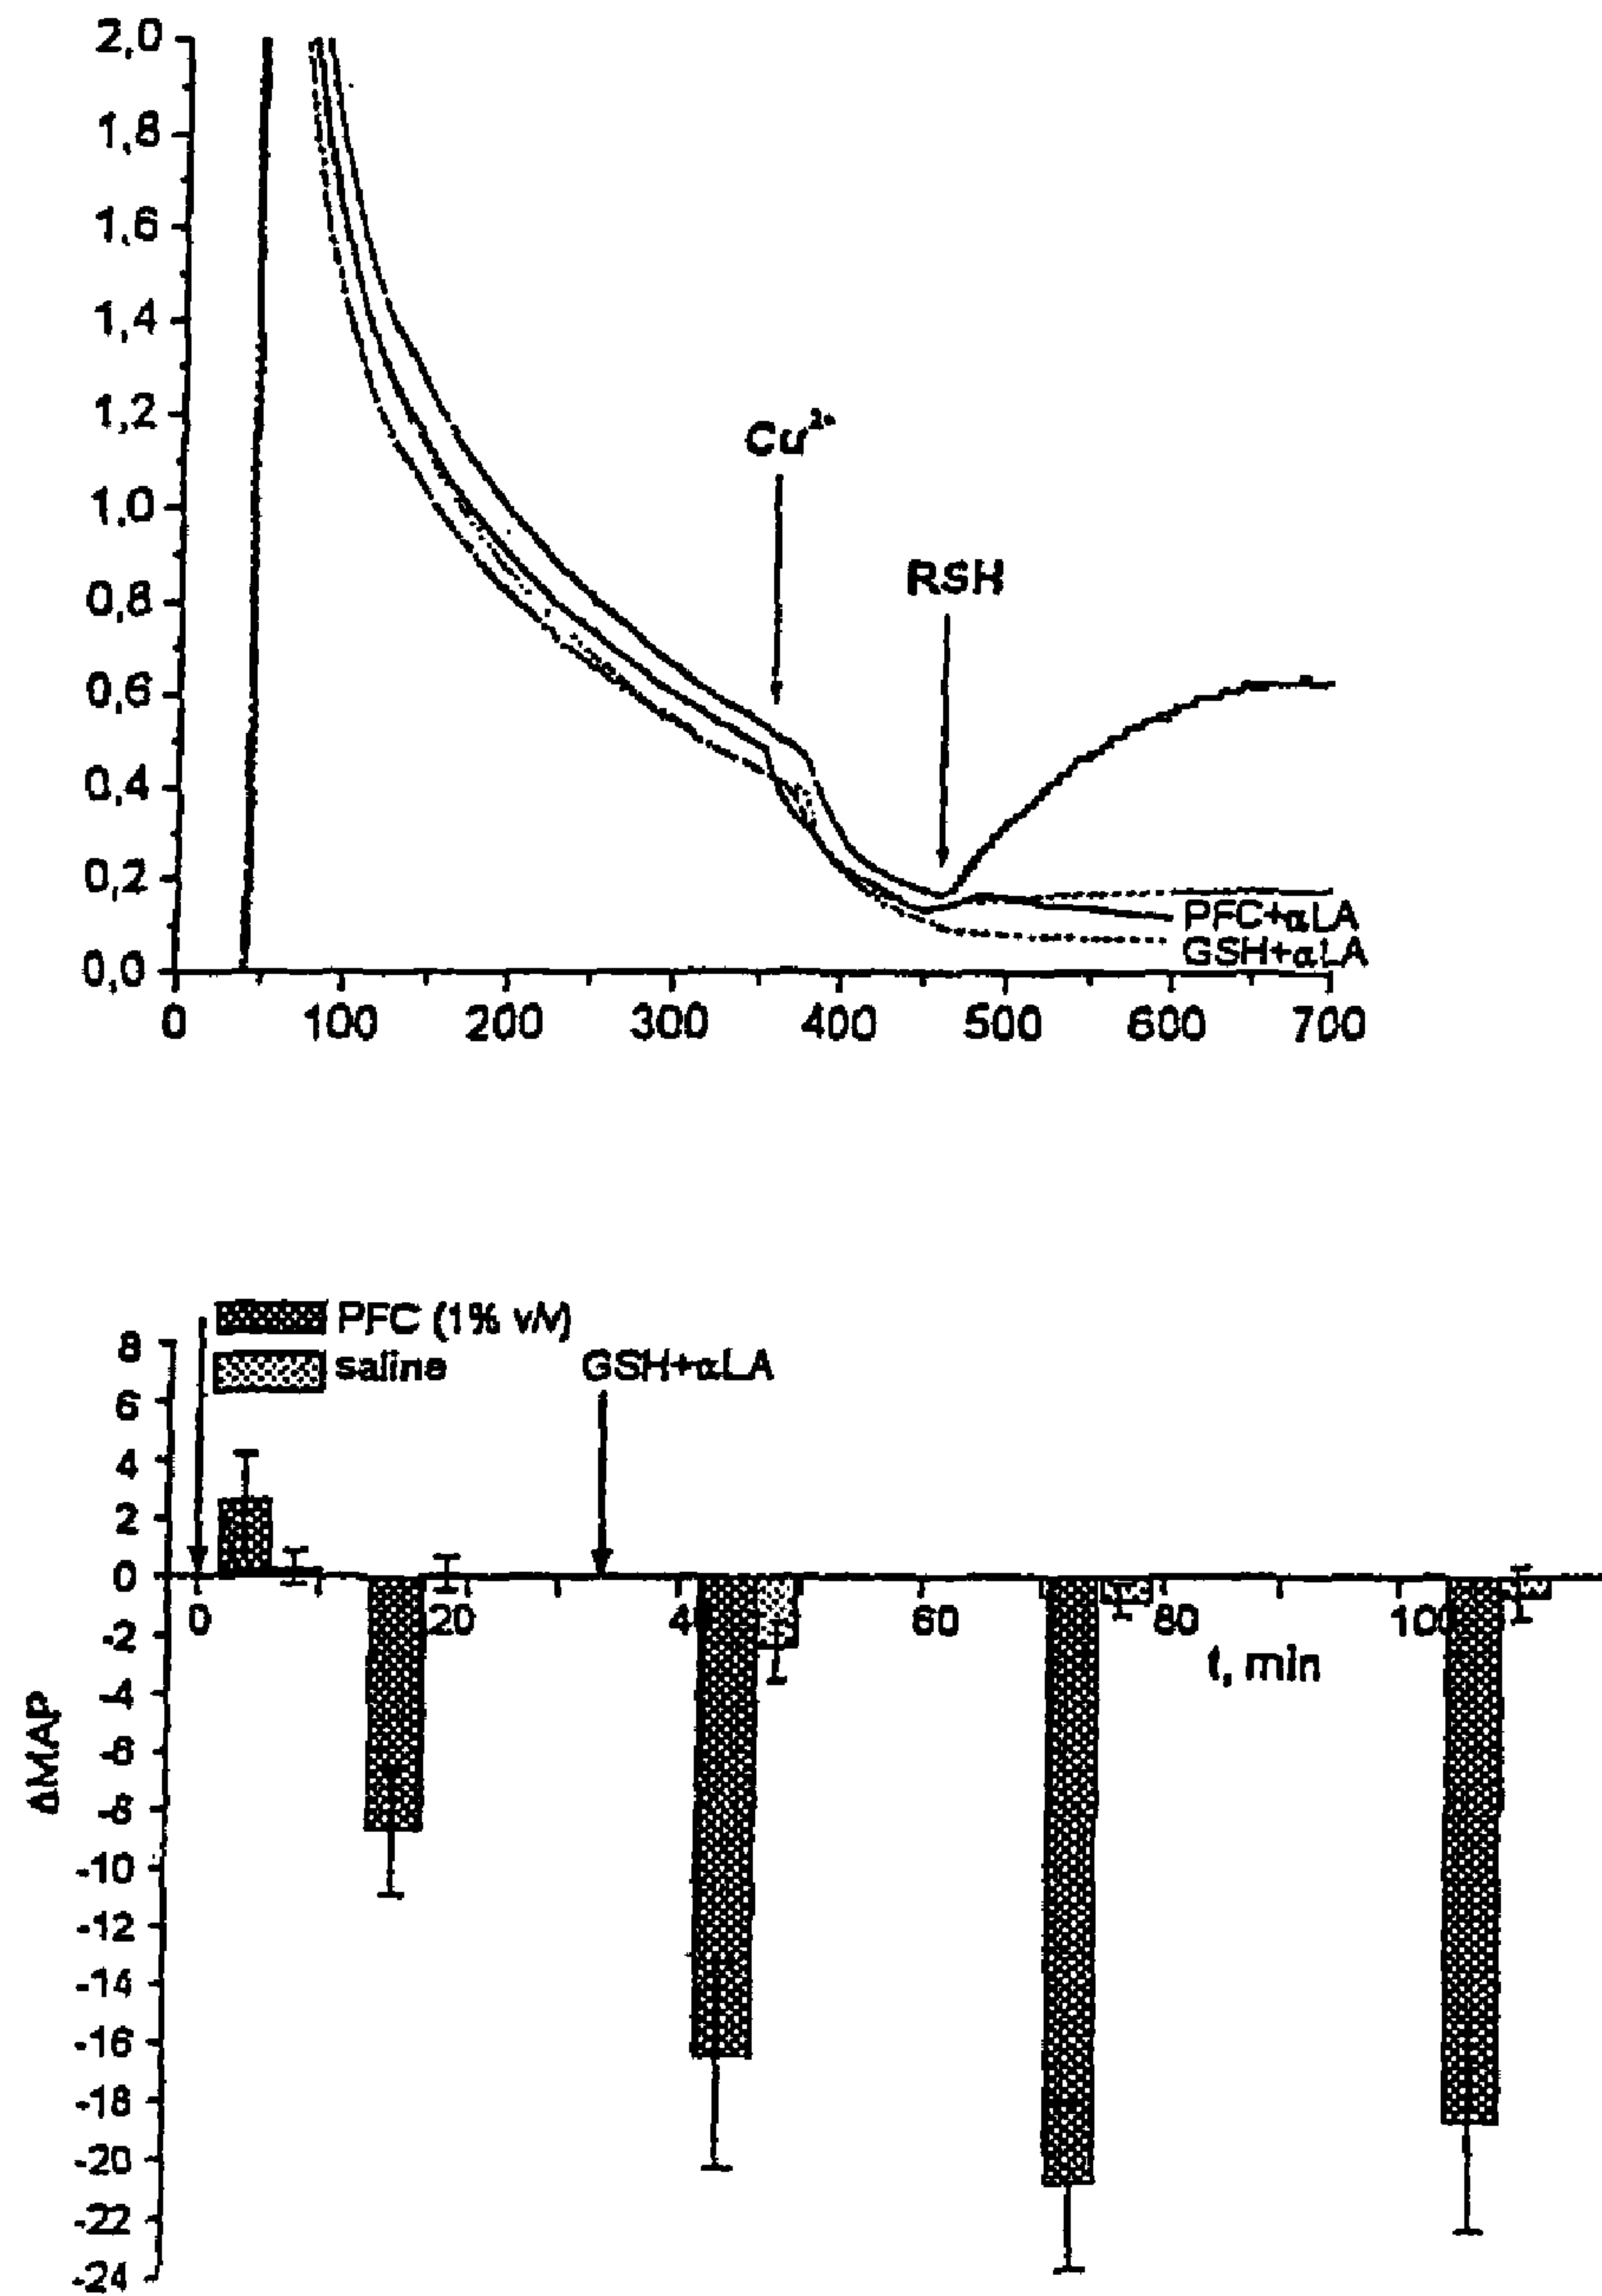 2,0
1,8
1,6
1,4
1,2
1,0
0,8
0,6
0,4
0,2
0,0
Cu²⁺
RSH
PFC+αLA
GSH+αLA
0 100 200 300 400 500 600 700
PFC (1% v/v)
saline
GSH+αLA
8
6
4
2
0
-2
-4
-6
-8
-10
-12
-14
-16
-18
-20
-22
-24
ΔMAP
0 20 40 60 80 100
t, min